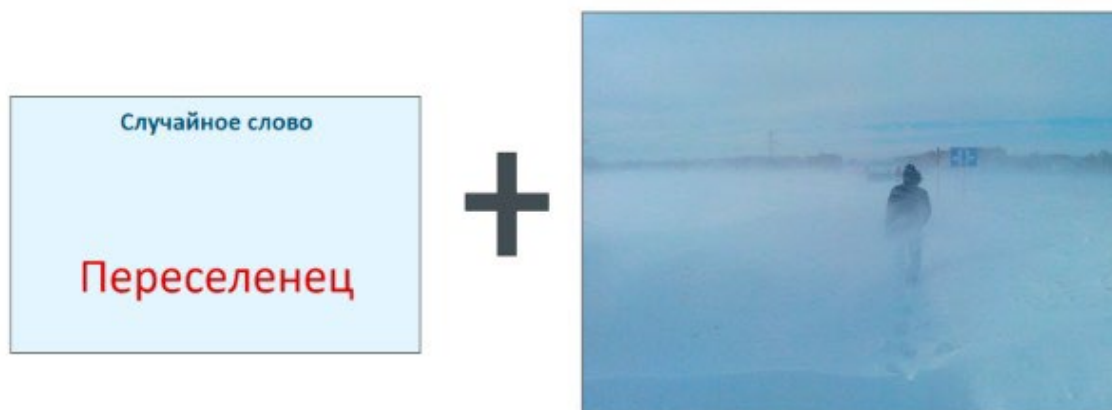 Случайное слово
Переселенец